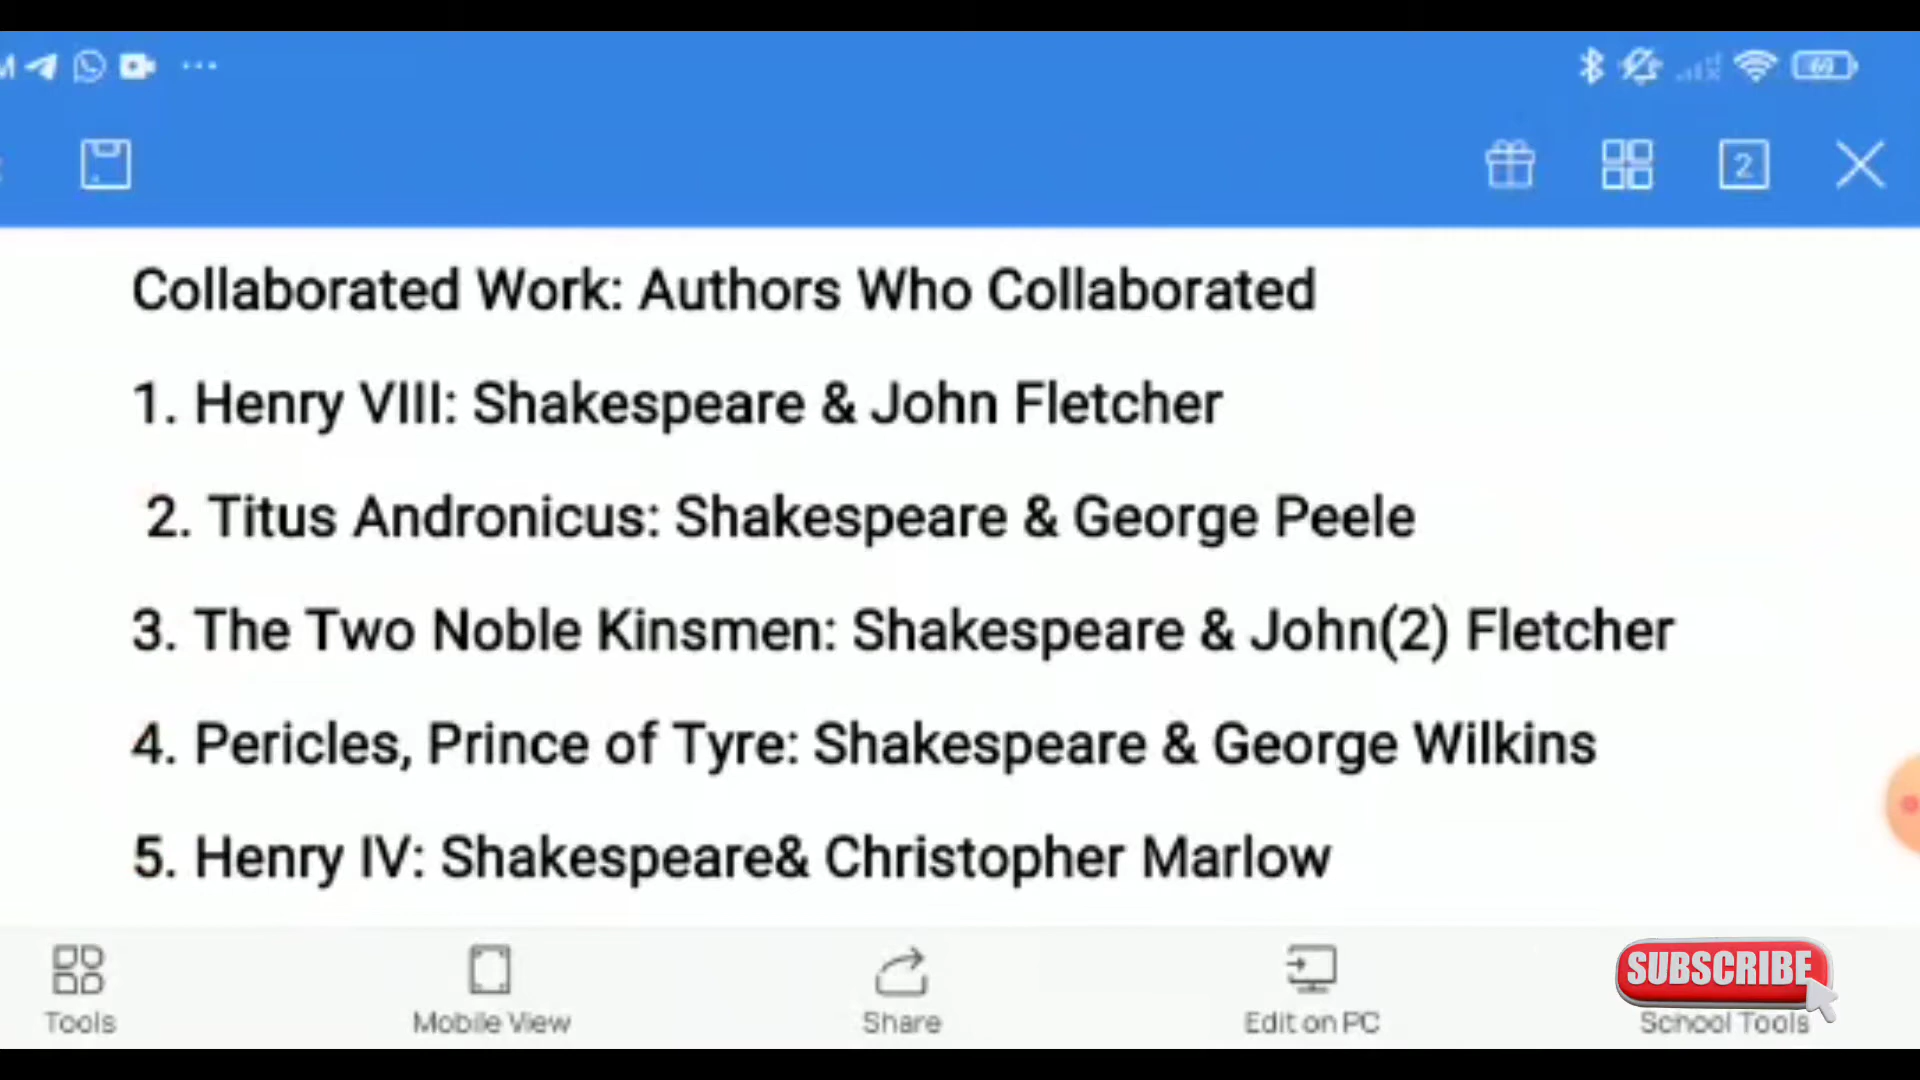 M
69
2
Collaborated Work: Authors Who Collaborated
1. Henry VIII: Shakespeare & John Fletcher
2. Titus Andronicus: Shakespeare & George Peele
3. The Two Noble Kinsmen: Shakespeare & John(2) Fletcher
4. Pericles, Prince of Tyre: Shakespeare & George Wilkins
5. Henry IV: Shakespeare& Christopher Marlow
SUBSCRIBE
Tools Mobile View Share Edit on PC School Tools